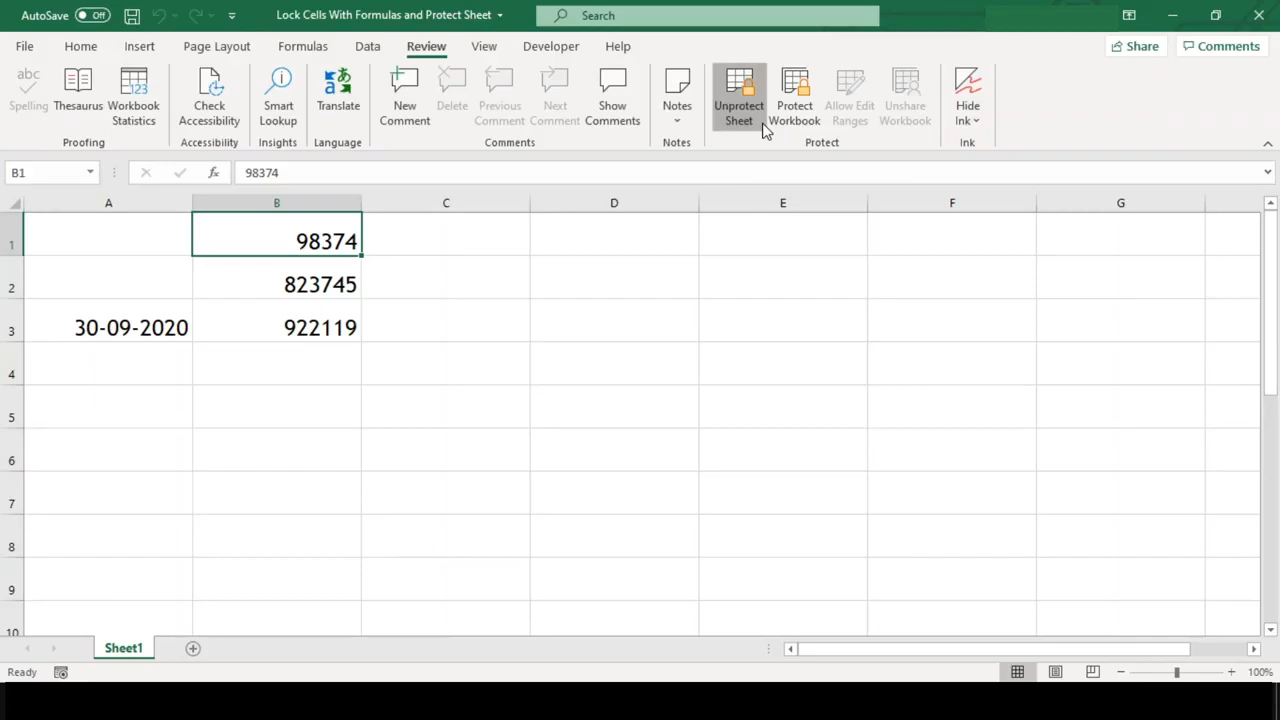 AutoSave Off Lock Cells With Formulas and Protect Sheet Search
File Home Insert Page Layout Formulas Data Review View Developer Help Share Comments
abc
Spelling Thesaurus Workbook Statistics Check Accessibility Smart Lookup Translate New Comment Delete Previous Comment Next Comment Show Comments Notes Unprotect Sheet Protect Workbook Allow Edit Ranges Unshare Workbook Hide Ink
Proofing Accessibility Insights Language Comments Notes Protect Ink
B1 fx 98374
A B C D E F G
1 98374
2 823745
3 30-09-2020 922119
4
5
6
7
8
9
10
Sheet1
Ready 100%